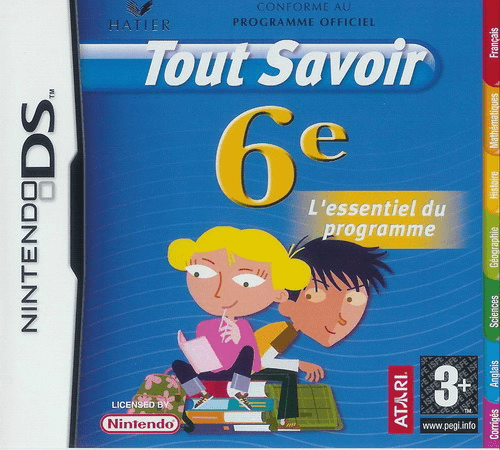 HATIER
CONFORME AU
PROGRAMME OFFICIEL
Tout Savoir
6e
L'essentiel du
programme
NINTENDO DS™
Français
Mathématiques
Histoire
Géographie
Sciences
Anglais
Corrigés
LICENSED BY
Nintendo
ATARI
3+
www.pegi.info